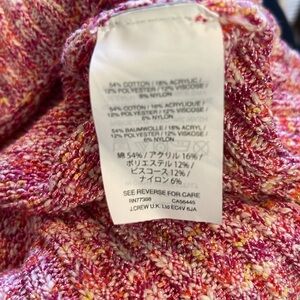 54% COTTON / 16% ACRYLIC /
12% POLYESTER / 12% VISCOSE /
6% NYLON
54% COTON / 16% ACRYLIQUE /
12% POLYESTER / 12% VISCOSE /
6% NYLON
54% BAUMWOLLE / 16% ACRYL /
12% POLYESTER / 12% VISKOSE /
6% NYLON
綿 54% / アクリル 16% /
ポリエステル 12% /
ビスコース 12% /
ナイロン 6%
SEE REVERSE FOR CARE
RN77388 CA56445
J.CREW U.K. Ltd EC4V 6JA